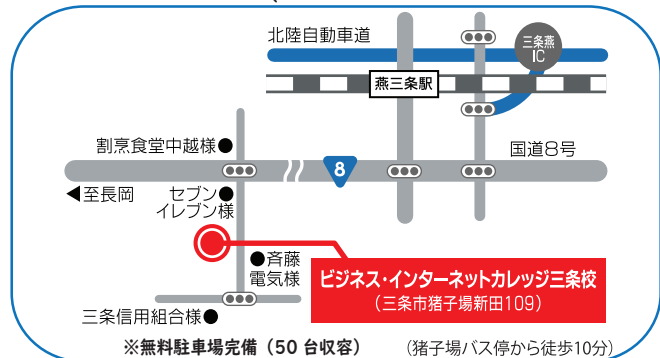 北陸自動車道
三条燕
IC
燕三条駅
割烹食堂中越様●
国道8号
8
◀至長岡
セブン●
イレブン様
●斉藤
電気様
ビジネス・インターネットカレッジ三条校
(三条市猪子場新田109)
三条信用組合様●
※無料駐車場完備(50台収容)
(猪子場バス停から徒歩10分)